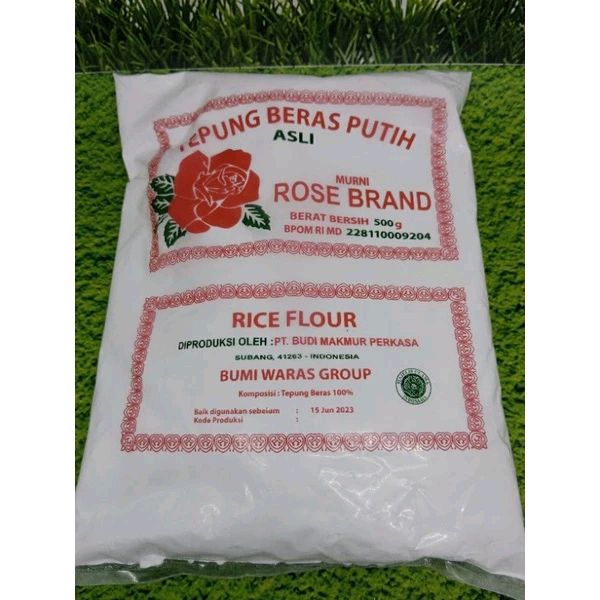 TEPUNG BERAS PUTIH
ASLI
MURNI
ROSE BRAND
BERAT BERSIH 500 g
BPOM RI MD 228110009204
RICE FLOUR
DIPRODUKSI OLEH : PT. BUDI MAKMUR PERKASA
SUBANG, 41263 - INDONESIA
BUMI WARAS GROUP
Komposisi : Tepung Beras 100%
Baik digunakan sebelum : 15 Jun 2023
Kode Produksi :